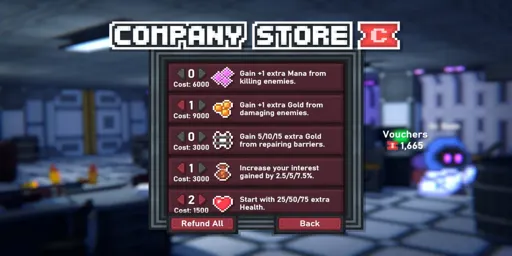 COMPANY STORE C
0
Cost: 6000
Gain +1 extra Mana from
killing enemies.
1
Cost: 9000
Gain +1 extra Gold from
damaging enemies.
0
Cost: 3000
Gain 5/10/15 extra Gold
from repairing barriers.
1
Cost: 3000
Increase your interest
gained by 2.5/5/7.5%.
2
Cost: 1500
Start with 25/50/75 extra
Health.
Refund All
Back
Vouchers
1,665